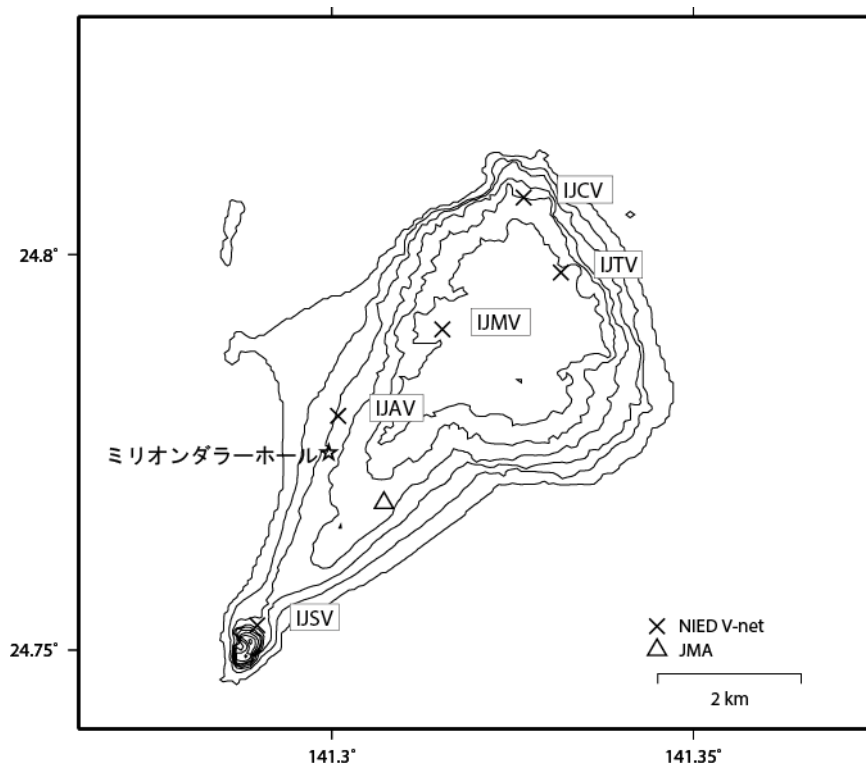 IJCV
24.8°
IJTV
IJMV
IJAV
ミリオンダラーホール
IJSV
NIED V-net
24.75°
JMA
2 km
141.3°
141.35°